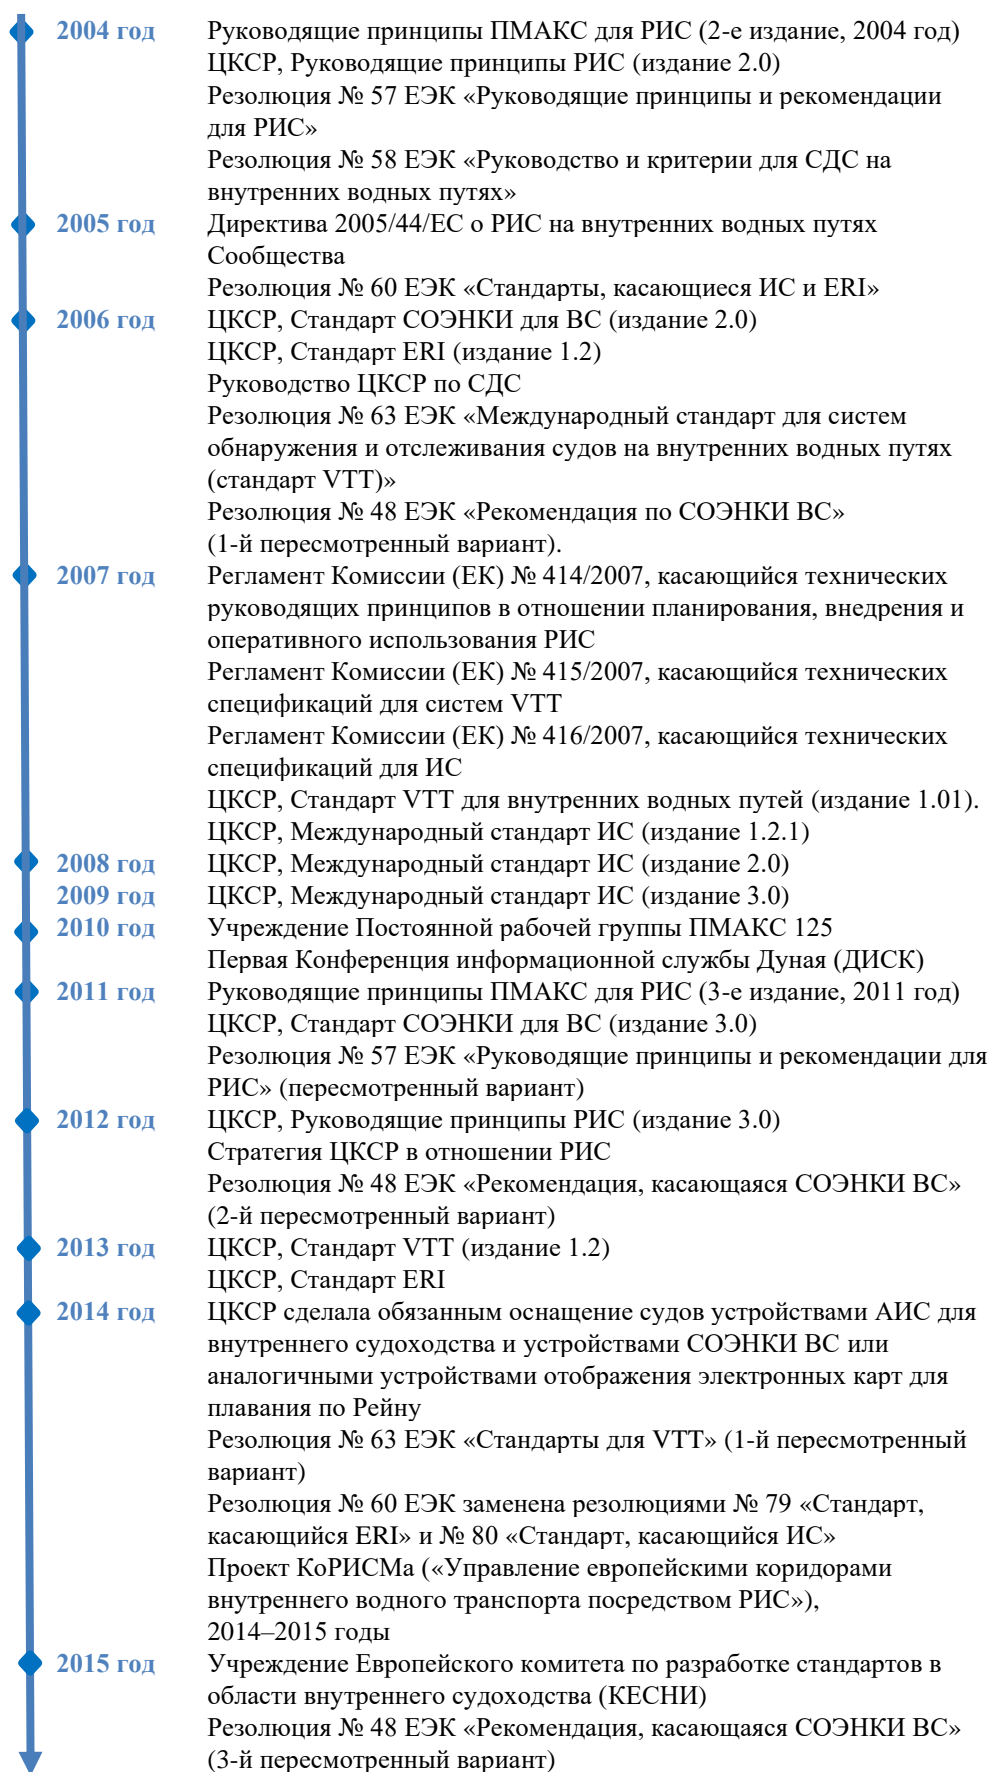 2004 год Руководящие принципы ПМАКС для РИС (2-е издание, 2004 год)
ЦКСР, Руководящие принципы РИС (издание 2.0)
Резолюция № 57 ЕЭК «Руководящие принципы и рекомендации
для РИС»
Резолюция № 58 ЕЭК «Руководство и критерии для СДС на
внутренних водных путях»
2005 год Директива 2005/44/ЕС о РИС на внутренних водных путях
Сообщества
Резолюция № 60 ЕЭК «Стандарты, касающиеся ИС и ERI»
2006 год ЦКСР, Стандарт СОЭНКИ для ВС (издание 2.0)
ЦКСР, Стандарт ERI (издание 1.2)
Руководство ЦКСР по СДС
Резолюция № 63 ЕЭК «Международный стандарт для систем
обнаружения и отслеживания судов на внутренних водных путях
(стандарт VTT)»
Резолюция № 48 ЕЭК «Рекомендация по СОЭНКИ ВС»
(1-й пересмотренный вариант).
2007 год Регламент Комиссии (ЕК) № 414/2007, касающийся технических
руководящих принципов в отношении планирования, внедрения и
оперативного использования РИС
Регламент Комиссии (ЕК) № 415/2007, касающийся технических
спецификаций для систем VTT
Регламент Комиссии (ЕК) № 416/2007, касающийся технических
спецификаций для ИС
ЦКСР, Стандарт VTT для внутренних водных путей (издание 1.01).
ЦКСР, Международный стандарт ИС (издание 1.2.1)
2008 год ЦКСР, Международный стандарт ИС (издание 2.0)
2009 год ЦКСР, Международный стандарт ИС (издание 3.0)
2010 год Учреждение Постоянной рабочей группы ПМАКС 125
Первая Конференция информационной службы Дуная (ДИСК)
2011 год Руководящие принципы ПМАКС для РИС (3-е издание, 2011 год)
ЦКСР, Стандарт СОЭНКИ для ВС (издание 3.0)
Резолюция № 57 ЕЭК «Руководящие принципы и рекомендации для
РИС» (пересмотренный вариант)
2012 год ЦКСР, Руководящие принципы РИС (издание 3.0)
Стратегия ЦКСР в отношении РИС
Резолюция № 48 ЕЭК «Рекомендация, касающаяся СОЭНКИ ВС»
(2-й пересмотренный вариант)
2013 год ЦКСР, Стандарт VTT (издание 1.2)
ЦКСР, Стандарт ERI
2014 год ЦКСР сделала обязанным оснащение судов устройствами АИС для
внутреннего судоходства и устройствами СОЭНКИ ВС или
аналогичными устройствами отображения электронных карт для
плавания по Рейну
Резолюция № 63 ЕЭК «Стандарты для VTT» (1-й пересмотренный
вариант)
Резолюция № 60 ЕЭК заменена резолюциями № 79 «Стандарт,
касающийся ERI» и № 80 «Стандарт, касающийся ИС»
Проект КоРИСМа («Управление европейскими коридорами
внутреннего водного транспорта посредством РИС»),
2014–2015 годы
2015 год Учреждение Европейского комитета по разработке стандартов в
области внутреннего судоходства (КЕСНИ)
Резолюция № 48 ЕЭК «Рекомендация, касающаяся СОЭНКИ ВС»
(3-й пересмотренный вариант)